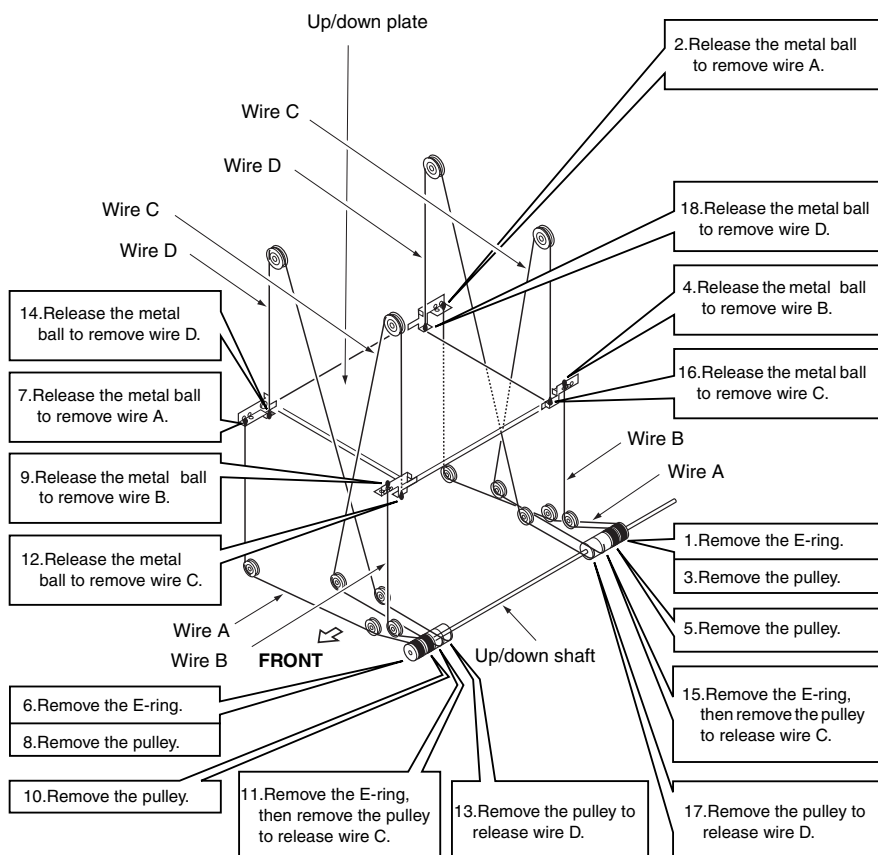 Up/down plate
2.Release the metal ball
to remove wire A.
Wire C
Wire D
Wire C
Wire D
18.Release the metal ball
to remove wire D.
4.Release the metal ball
to remove wire B.
14.Release the metal
ball to remove wire D.
7.Release the metal ball
to remove wire A.
16.Release the metal ball
to remove wire C.
9.Release the metal ball
to remove wire B.
Wire B
Wire A
12.Release the metal
ball to remove wire C.
1.Remove the E-ring.
3.Remove the pulley.
5.Remove the pulley.
Wire A
Wire B
FRONT
Up/down shaft
6.Remove the E-ring.
8.Remove the pulley.
10.Remove the pulley.
15.Remove the E-ring,
then remove the pulley
to release wire C.
11.Remove the E-ring,
then remove the pulley
to release wire C.
13.Remove the pulley to
release wire D.
17.Remove the pulley to
release wire D.